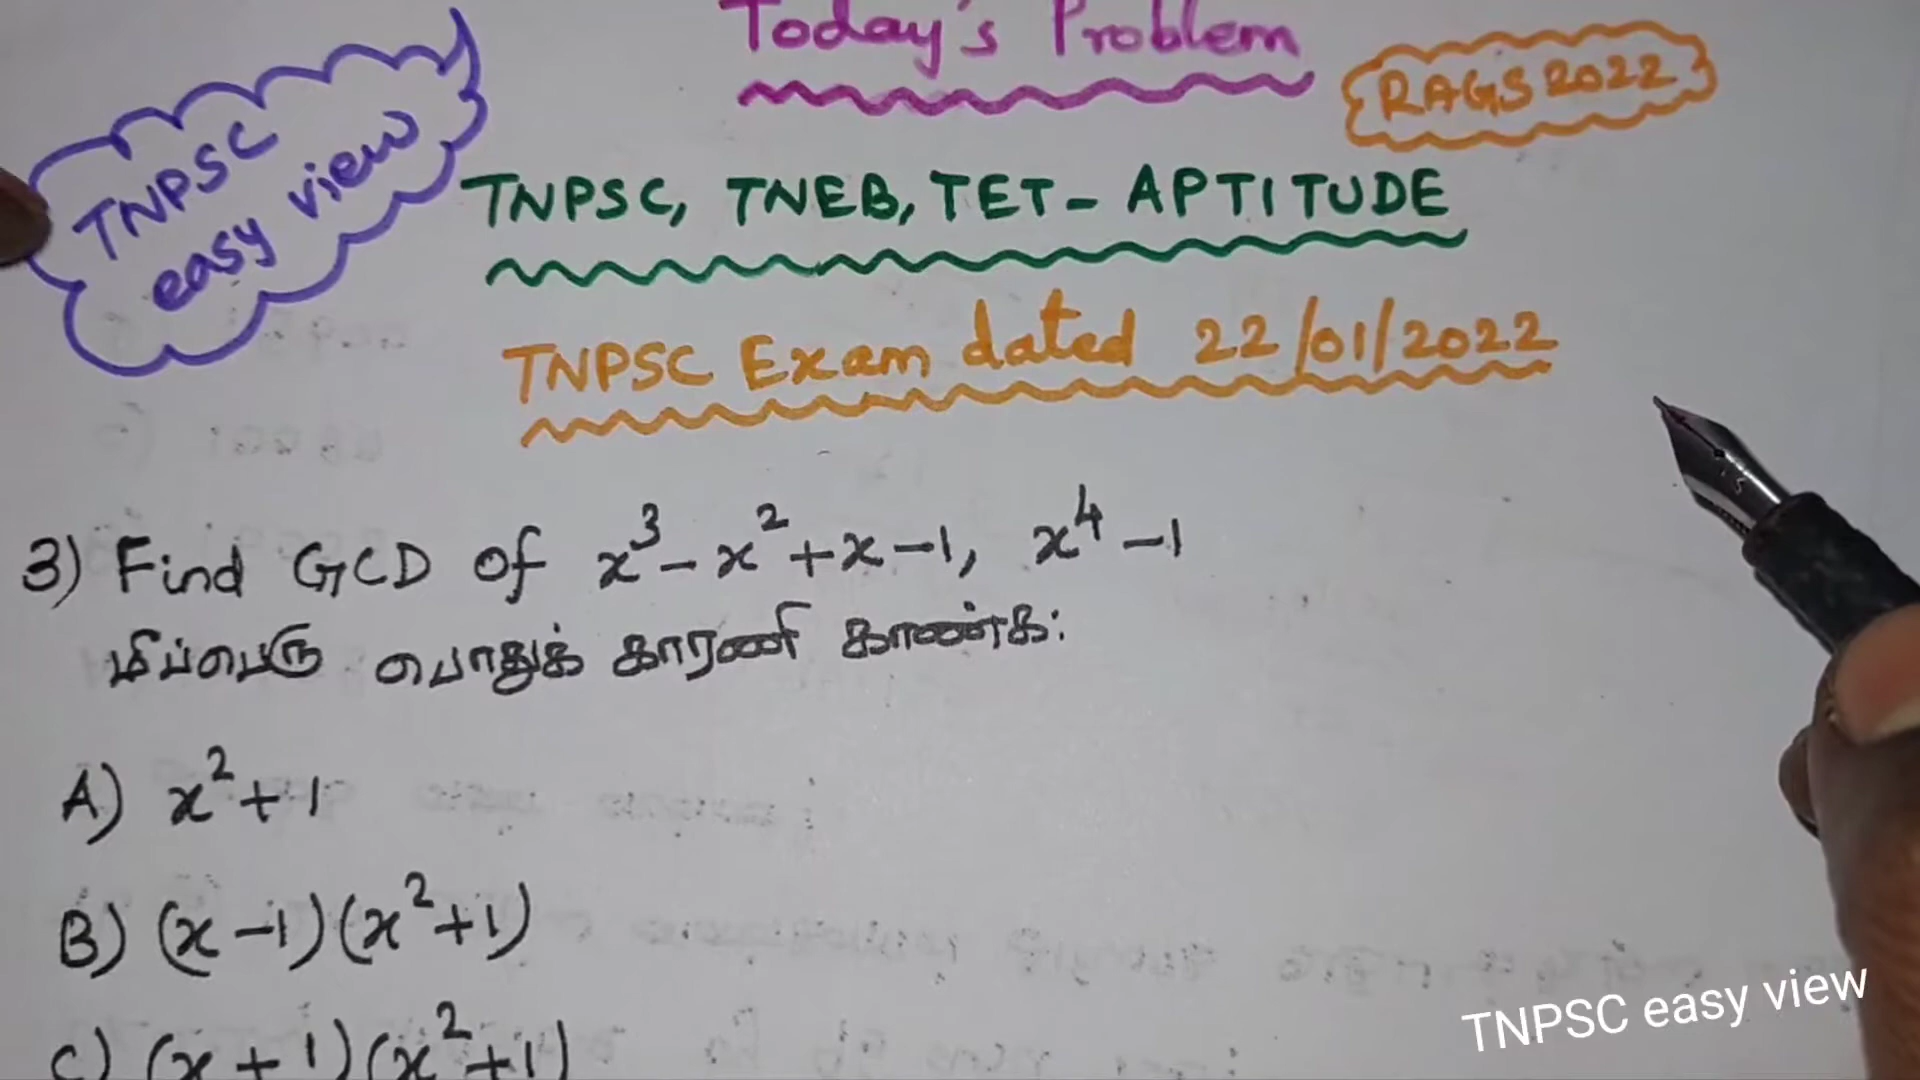 Today's Problem
RAGS 2022
TNPSC
easy view
TNPSC, TNEB, TET - APTITUDE
TNPSC Exam dated 22/01/2022
3) Find GCD of x³ - x² + x - 1, x⁴ - 1
மீப்பெரு பொதுக் காரணி காண்க:
A) x² + 1
B) (x - 1) (x² + 1)
C) (x + 1) (x² + 1)
TNPSC easy view